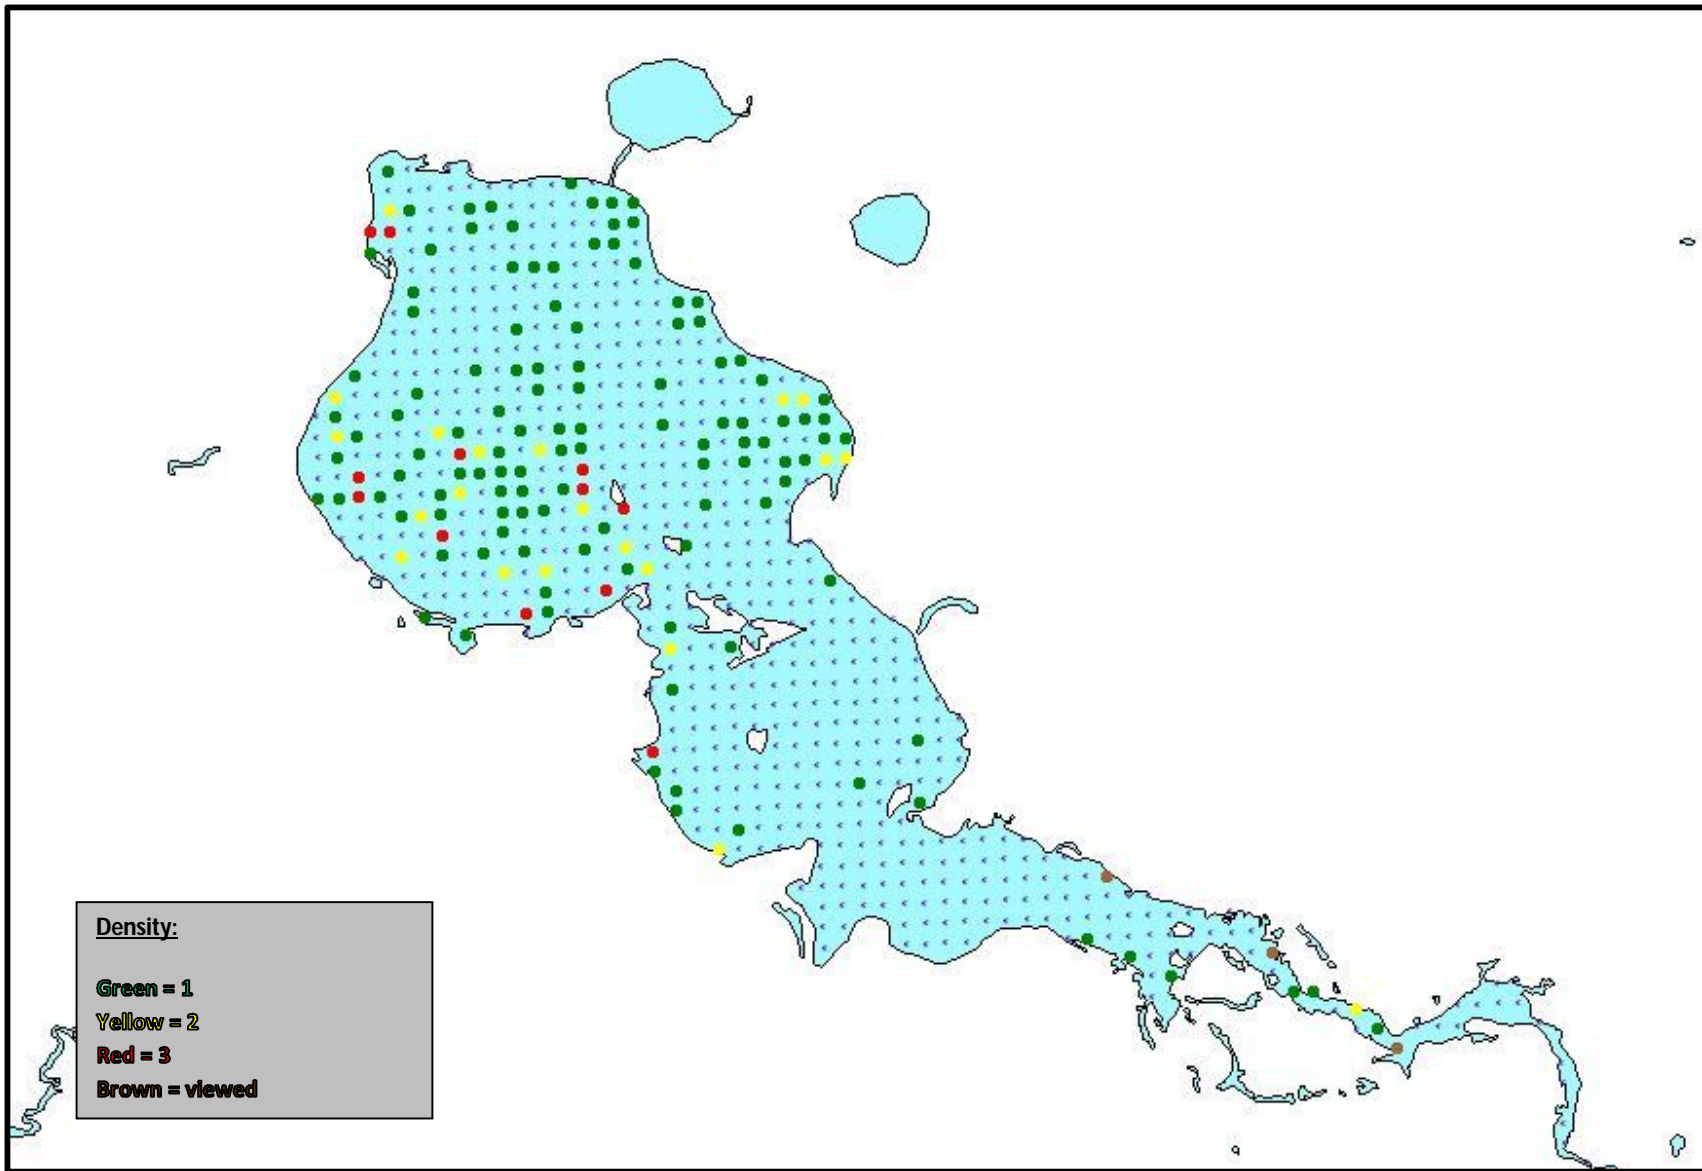 Density:
Green = 1
Yellow = 2
Red = 3
Brown = viewed